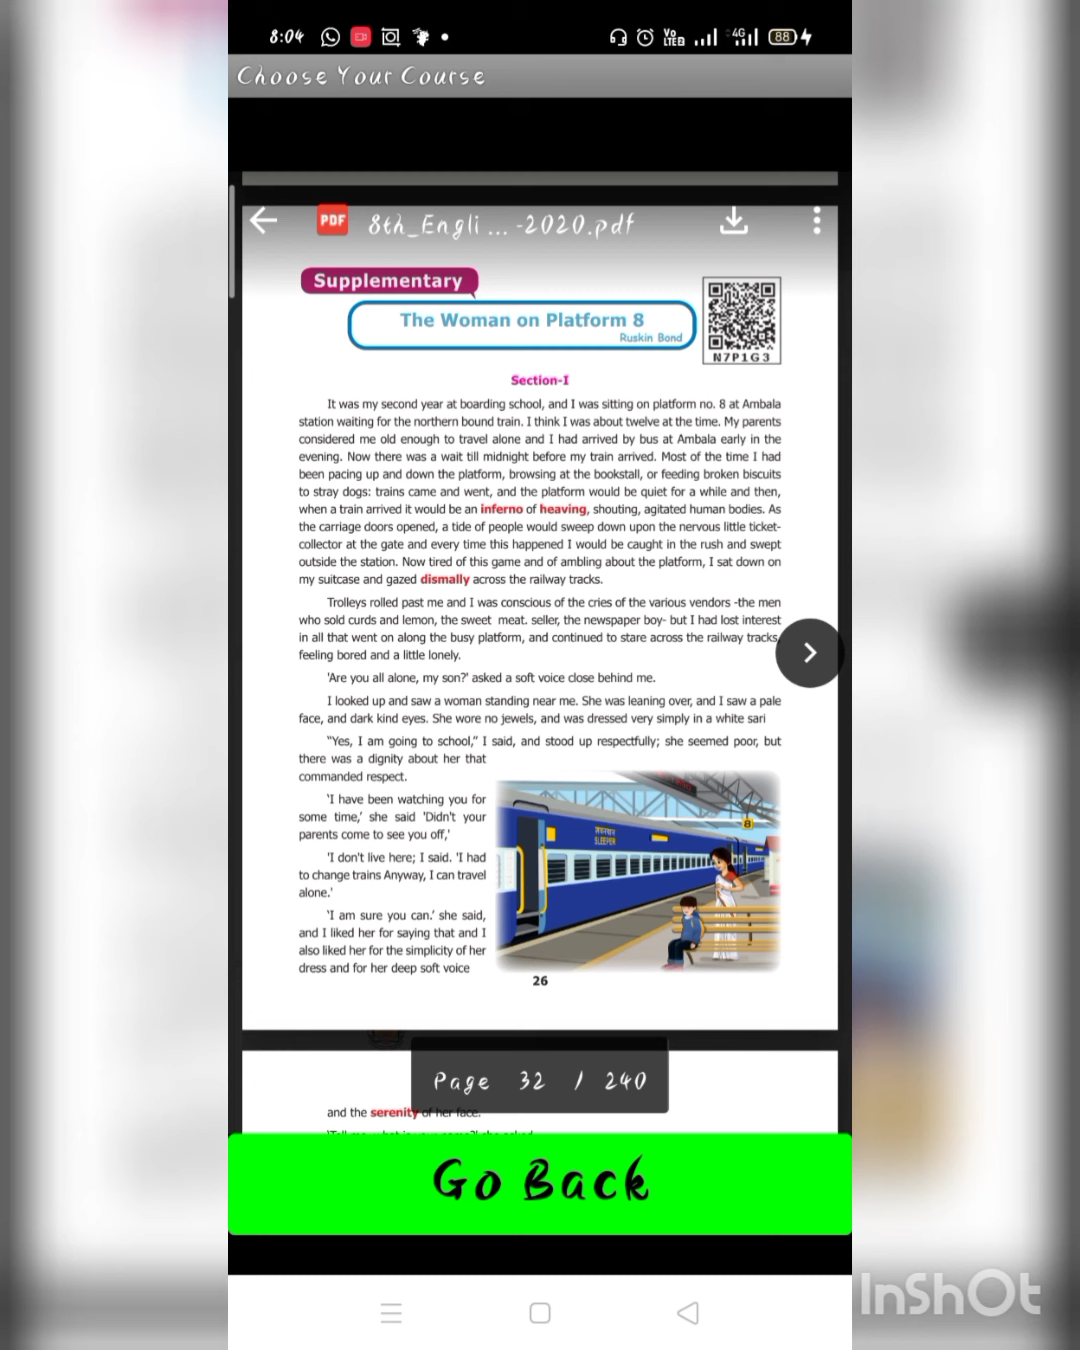 8:04
Vo
LTE2
4G
88
Choose Your Course
PDF
8th_Engli ... -2020.pdf
Supplementary
The Woman on Platform 8
Ruskin Bond
N7P1G3
Section-I
It was my second year at boarding school, and I was sitting on platform no. 8 at Ambala
station waiting for the northern bound train. I think I was about twelve at the time. My parents
considered me old enough to travel alone and I had arrived by bus at Ambala early in the
evening. Now there was a wait till midnight before my train arrived. Most of the time I had
been pacing up and down the platform, browsing at the bookstall, or feeding broken biscuits
to stray dogs: trains came and went, and the platform would be quiet for a while and then,
when a train arrived it would be an inferno of heaving, shouting, agitated human bodies. As
the carriage doors opened, a tide of people would sweep down upon the nervous little ticket-
collector at the gate and every time this happened I would be caught in the rush and swept
outside the station. Now tired of this game and of ambling about the platform, I sat down on
my suitcase and gazed dismally across the railway tracks.
Trolleys rolled past me and I was conscious of the cries of the various vendors -the men
who sold curds and lemon, the sweet meat. seller, the newspaper boy- but I had lost interest
in all that went on along the busy platform, and continued to stare across the railway tracks,
feeling bored and a little lonely.
'Are you all alone, my son?' asked a soft voice close behind me.
I looked up and saw a woman standing near me. She was leaning over, and I saw a pale
face, and dark kind eyes. She wore no jewels, and was dressed very simply in a white sari
"Yes, I am going to school," I said, and stood up respectfully; she seemed poor, but
there was a dignity about her that
commanded respect.
'I have been watching you for
some time,' she said 'Didn't your
parents come to see you off,'
'I don't live here; I said. 'I had
to change trains Anyway, I can travel
alone.'
'I am sure you can.' she said,
and I liked her for saying that and I
also liked her for the simplicity of her
dress and for her deep soft voice
SLEEPER
8
26
Page 32 / 240
and the serenity of her face.
Go Back
InShOt